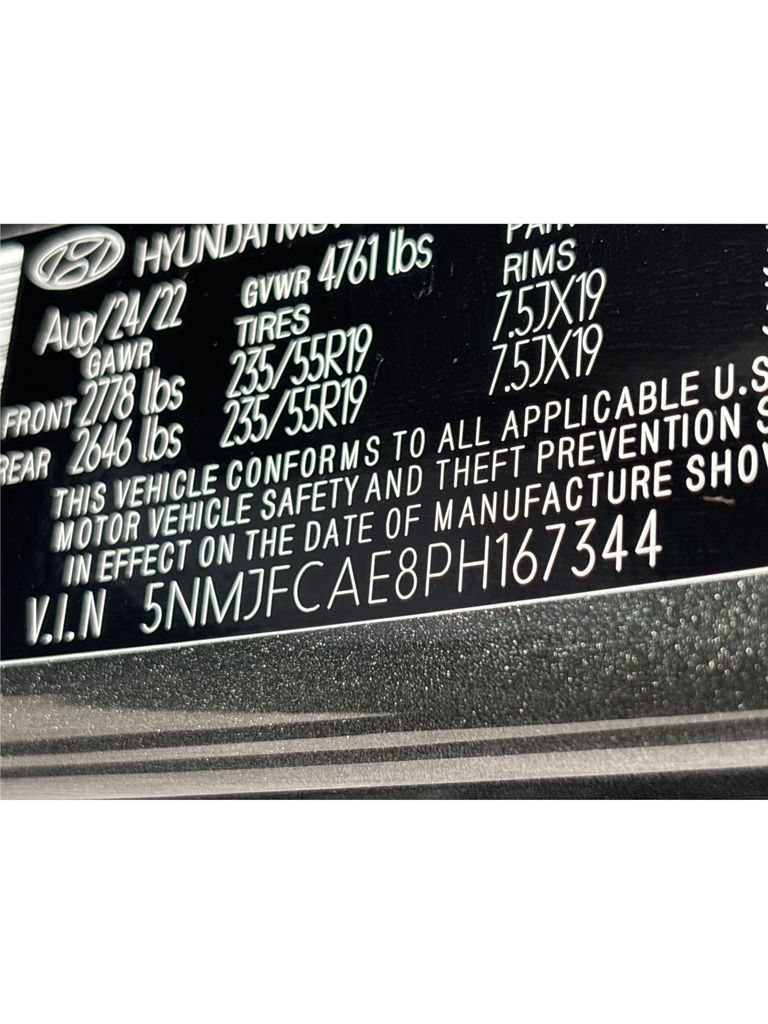 HYUNDAI MO
Aug/24/22 GVWR 4761 lbs
GAWR TIRES RIMS
FRONT 2778 lbs 235/55R19 7.5JX19
REAR 2646 lbs 235/55R19 7.5JX19
THIS VEHICLE CONFORMS TO ALL APPLICABLE U.S
MOTOR VEHICLE SAFETY AND THEFT PREVENTION S
IN EFFECT ON THE DATE OF MANUFACTURE SHO
V.I.N 5NMJFCAE8PH167344